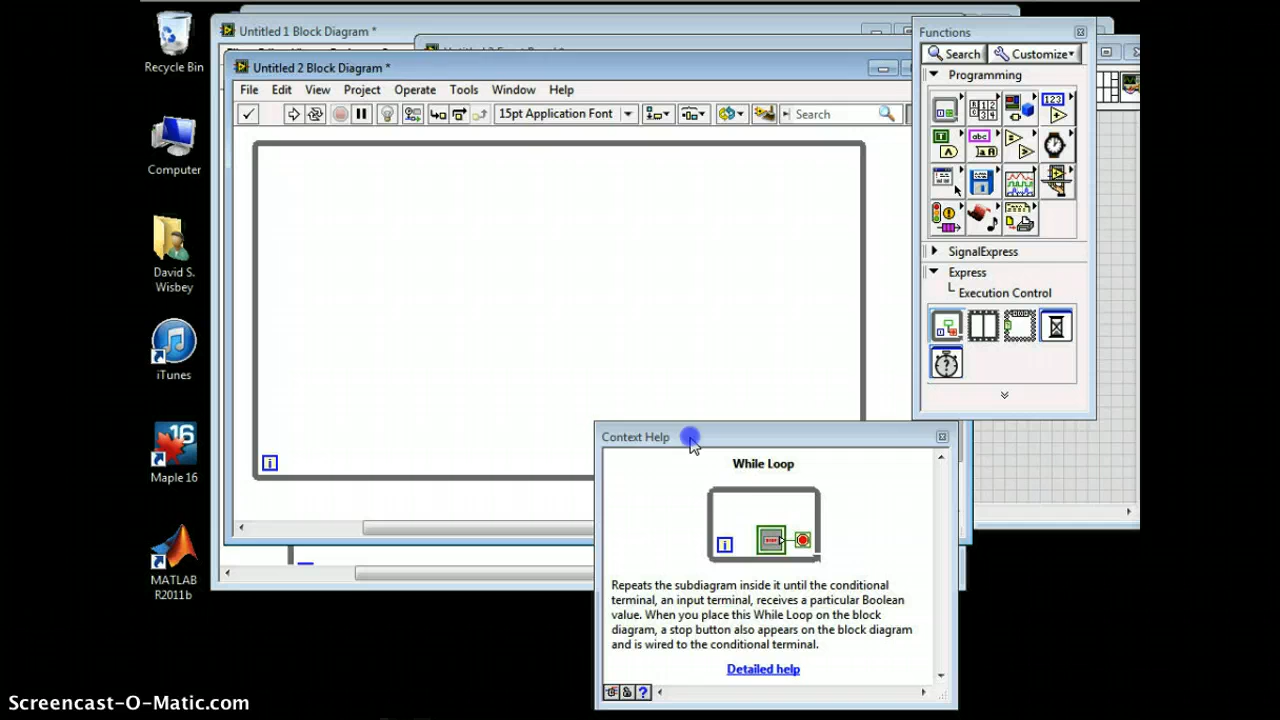 Recycle Bin
Computer
David S.
Wisbey
iTunes
16
Maple 16
MATLAB
R2011b
Untitled 1 Block Diagram *
Untitled 2 Block Diagram *
File Edit View Project Operate Tools Window Help
15pt Application Font
Search
i
Functions
Search Customize
Programming
123
abc
SignalExpress
Express
Execution Control
Context Help
While Loop
i
STOP
Repeats the subdiagram inside it until the conditional
terminal, an input terminal, receives a particular Boolean
value. When you place this While Loop on the block
diagram, a stop button also appears on the block diagram
and is wired to the conditional terminal.
Detailed help
?
Screencast-O-Matic.com